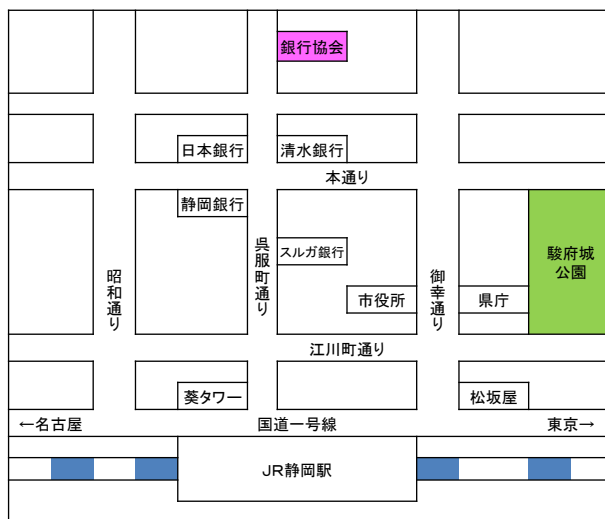 銀行協会
日本銀行
清水銀行
本通り
静岡銀行
スルガ銀行
呉服町通り
昭和通り
御幸通り
駿府城
公園
市役所
県庁
江川町通り
葵タワー
松坂屋
←名古屋
国道一号線
東京→
JR静岡駅